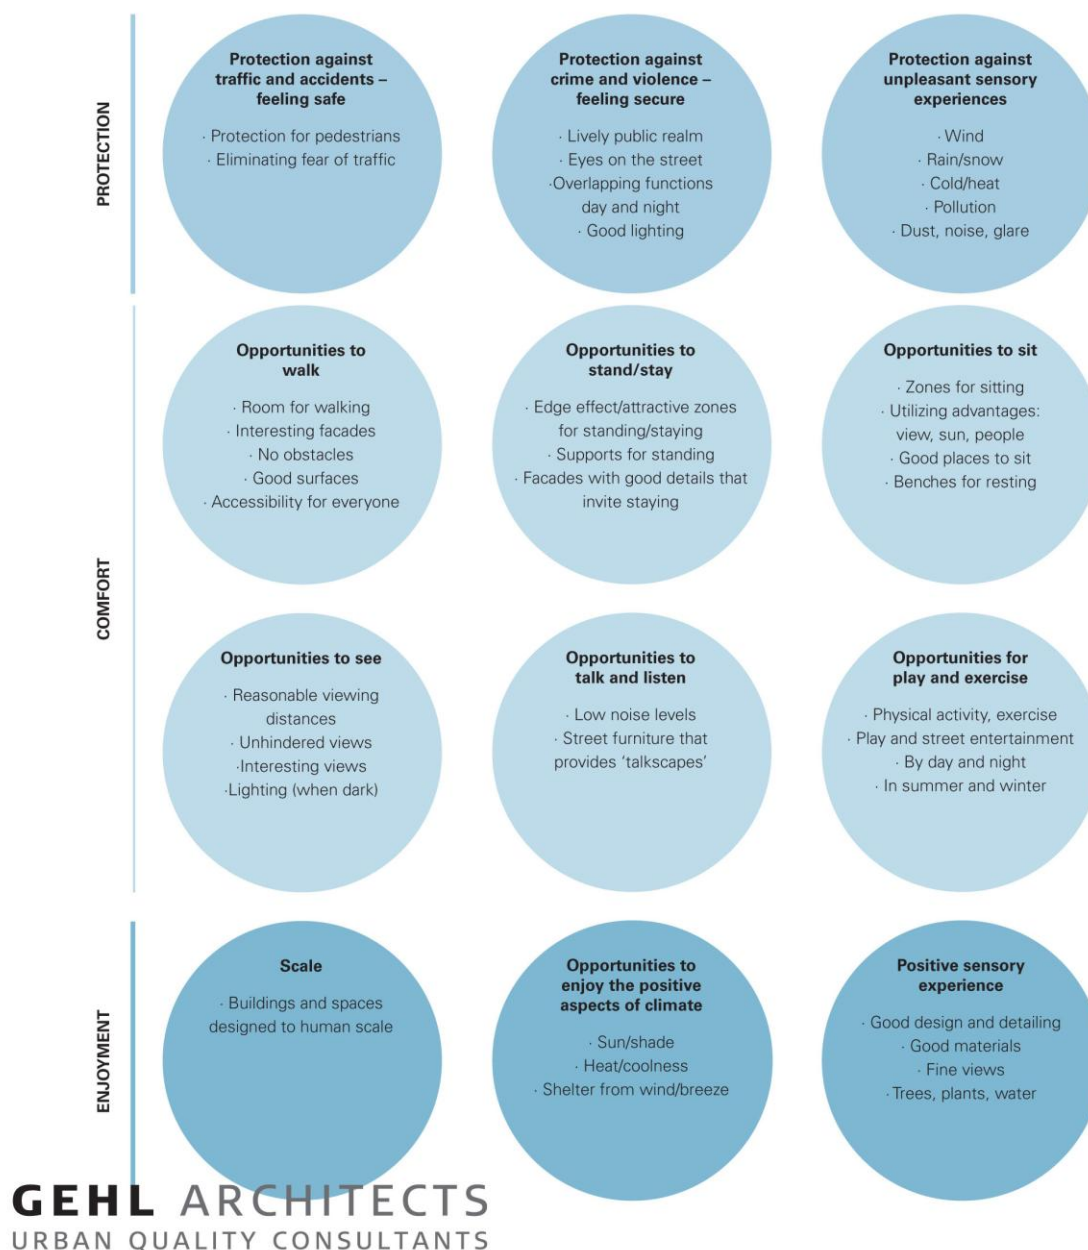 PROTECTION
Protection against
traffic and accidents –
feeling safe
· Protection for pedestrians
· Eliminating fear of traffic
Protection against
crime and violence –
feeling secure
· Lively public realm
· Eyes on the street
·Overlapping functions
day and night
· Good lighting
Protection against
unpleasant sensory
experiences
· Wind
· Rain/snow
· Cold/heat
· Pollution
· Dust, noise, glare
COMFORT
Opportunities to
walk
· Room for walking
· Interesting facades
· No obstacles
· Good surfaces
· Accessibility for everyone
Opportunities to
stand/stay
· Edge effect/attractive zones
for standing/staying
· Supports for standing
· Facades with good details that
invite staying
Opportunities to sit
· Zones for sitting
· Utilizing advantages:
view, sun, people
· Good places to sit
· Benches for resting
Opportunities to see
· Reasonable viewing
distances
· Unhindered views
·Interesting views
·Lighting (when dark)
Opportunities to
talk and listen
· Low noise levels
· Street furniture that
provides ‘talkscapes’
Opportunities for
play and exercise
· Physical activity, exercise
· Play and street entertainment
· By day and night
· In summer and winter
ENJOYMENT
Scale
· Buildings and spaces
designed to human scale
Opportunities to
enjoy the positive
aspects of climate
· Sun/shade
· Heat/coolness
· Shelter from wind/breeze
Positive sensory
experience
· Good design and detailing
· Good materials
· Fine views
· Trees, plants, water
GEHL ARCHITECTS
URBAN QUALITY CONSULTANTS